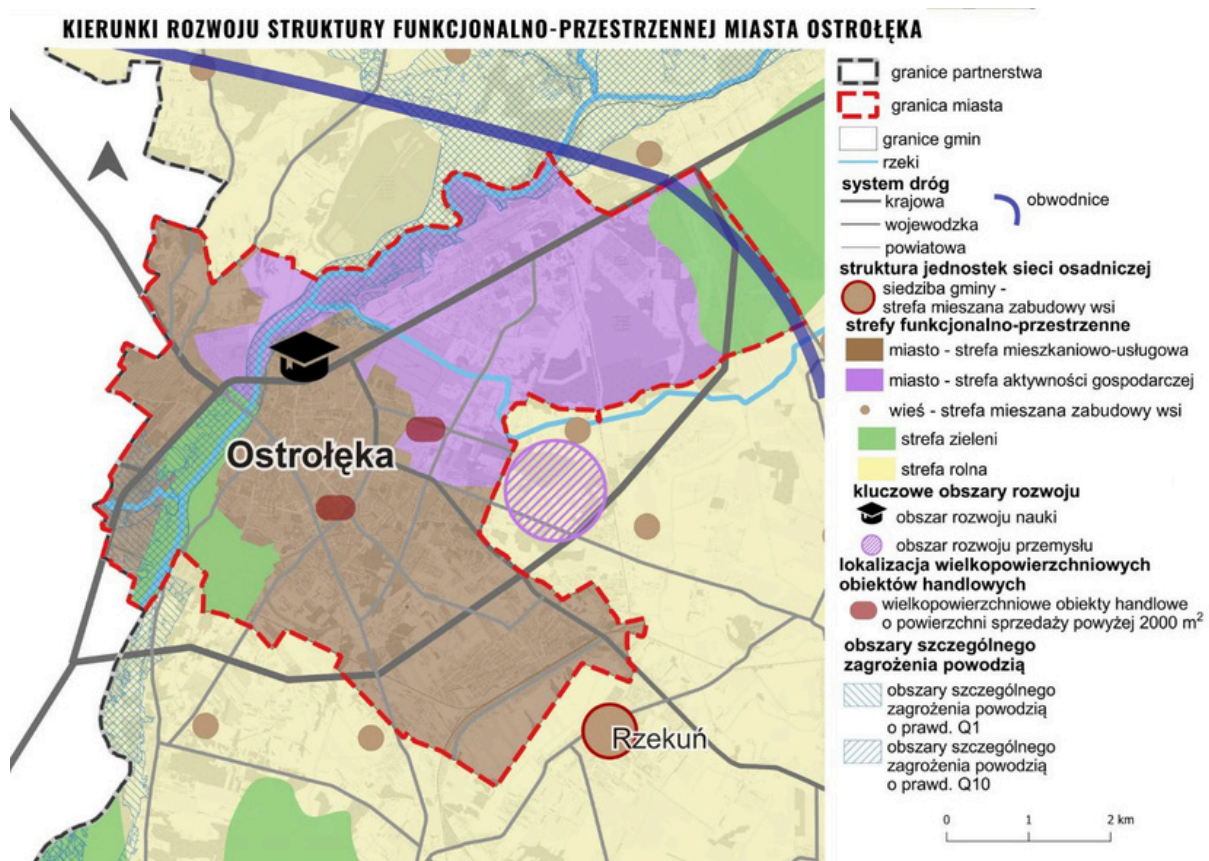 KIERUNKI ROZWOJU STRUKTURY FUNKCJONALNO-PRZESTRZENNEJ MIASTA OSTROŁĘKA
Ostrołęka
Rzekuń
granice partnerstwa
granica miasta
granice gmin
rzeki
system dróg
krajowa
obwodnice
wojewodzka
powiatowa
struktura jednostek sieci osadniczej
siedziba gminy -
strefa mieszana zabudowy wsi
strefy funkcjonalno-przestrzenne
miasto - strefa mieszkaniowo-usługowa
miasto - strefa aktywności gospodarczej
wieś - strefa mieszana zabudowy wsi
strefa zieleni
strefa rolna
kluczowe obszary rozwoju
obszar rozwoju nauki
obszar rozwoju przemysłu
lokalizacja wielkopowierzchniowych
obiektów handlowych
wielkopowierzchniowe obiekty handlowe
o powierzchni sprzedaży powyżej 2000 m²
obszary szczególnego
zagrożenia powodzią
obszary szczególnego
zagrożenia powodzią
o prawd. Q1
obszary szczególnego
zagrożenia powodzią
o prawd. Q10
0 1 2 km